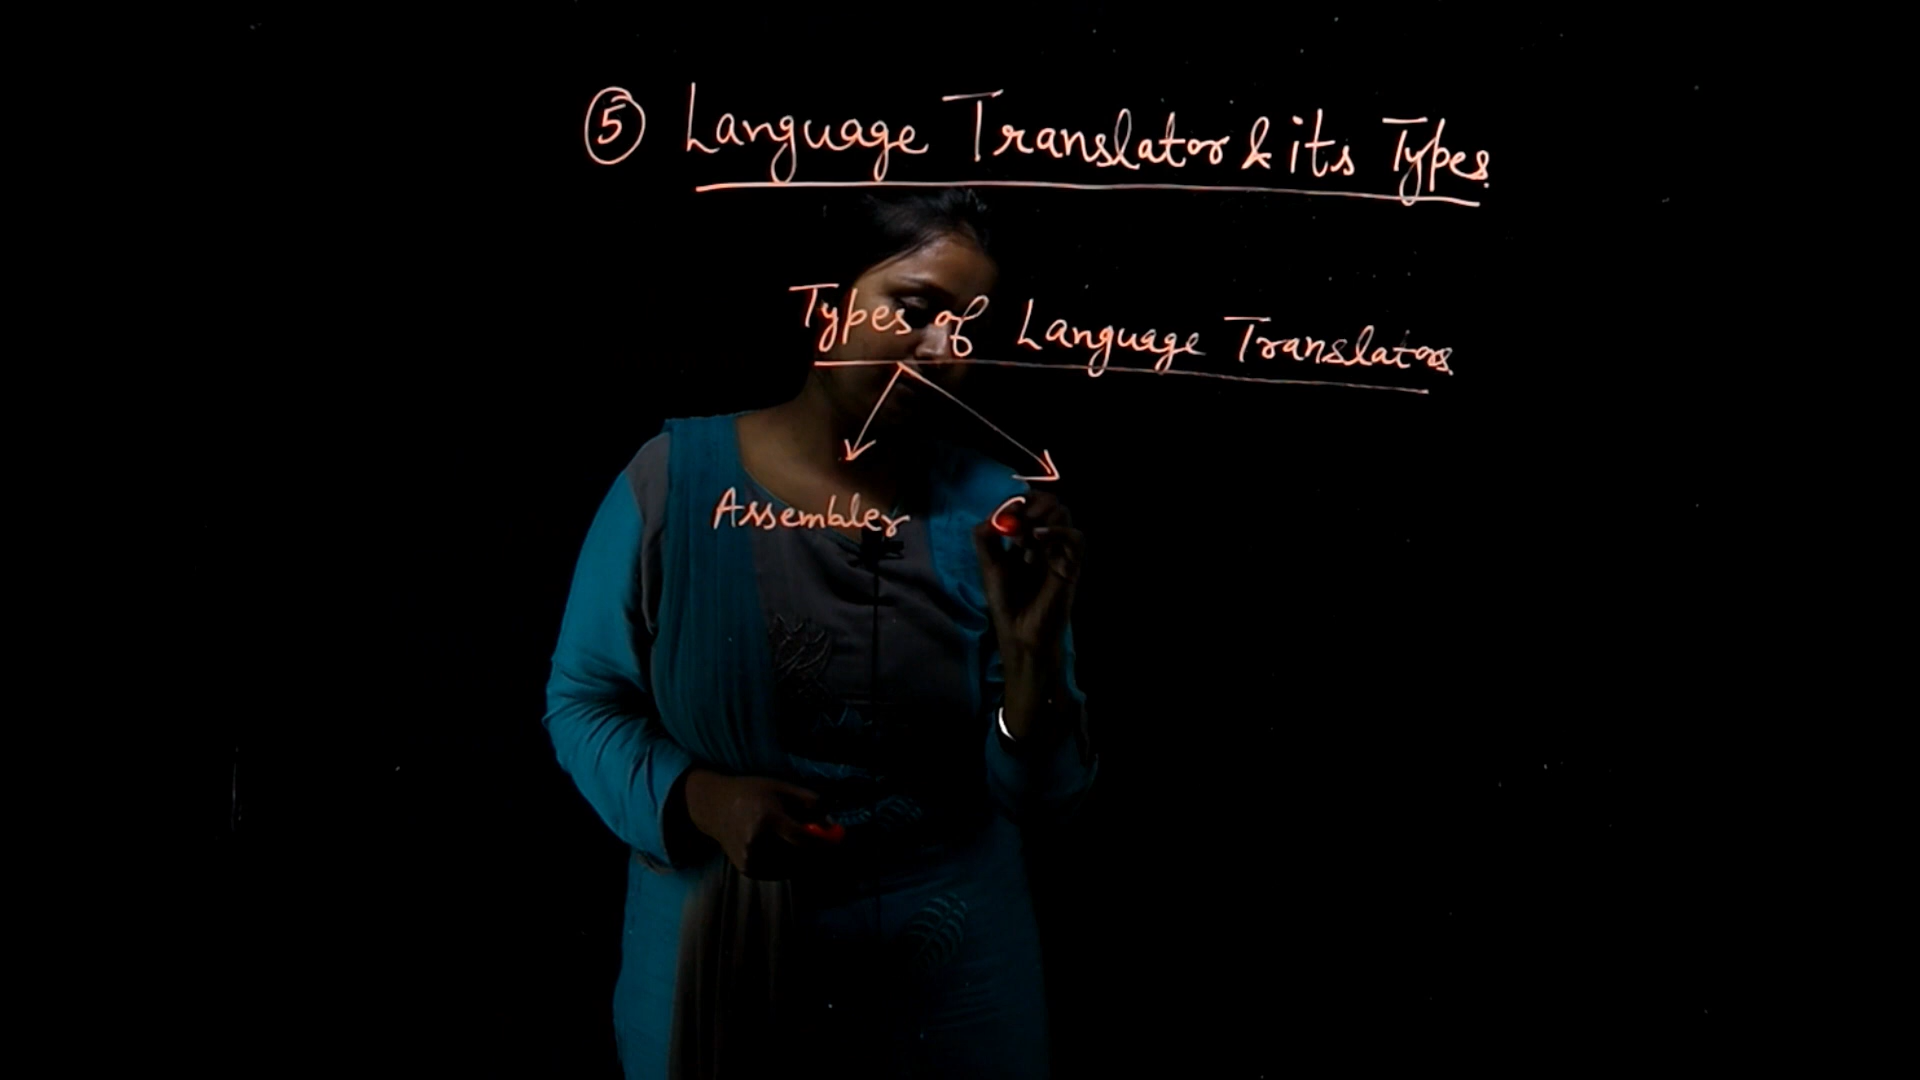 5 Language Translator & its Types.
Types of Language Translators.
Assembler C